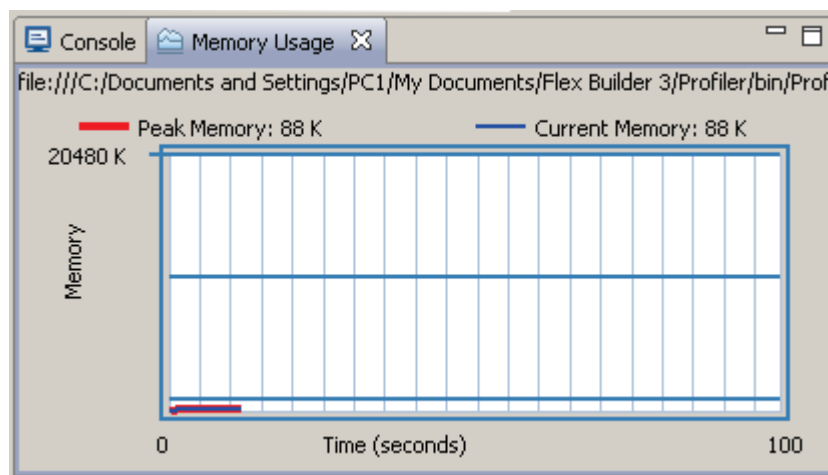 Console Memory Usage
file:///C:/Documents and Settings/PC1/My Documents/Flex Builder 3/Profiler/bin/Prof
Peak Memory: 88 K Current Memory: 88 K
20480 K
Memory
0 Time (seconds) 100